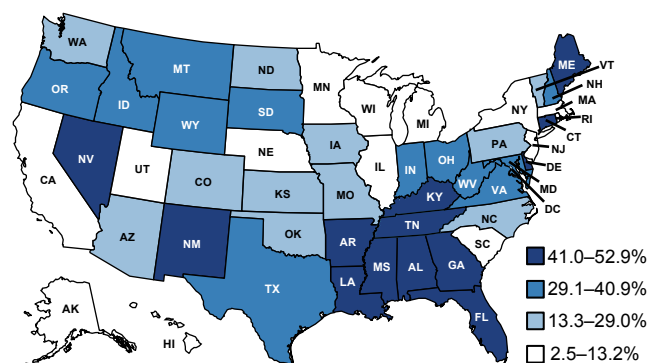 WA
OR
CA
NV
ID
MT
WY
UT
AZ
CO
NM
ND
SD
NE
KS
OK
TX
MN
IA
MO
AR
LA
WI
IL
MI
IN
OH
KY
TN
MS
AL
GA
FL
SC
NC
VA
WV
PA
NY
ME
VT
NH
MA
RI
CT
NJ
DE
MD
DC
AK
HI
41.0–52.9%
29.1–40.9%
13.3–29.0%
2.5–13.2%